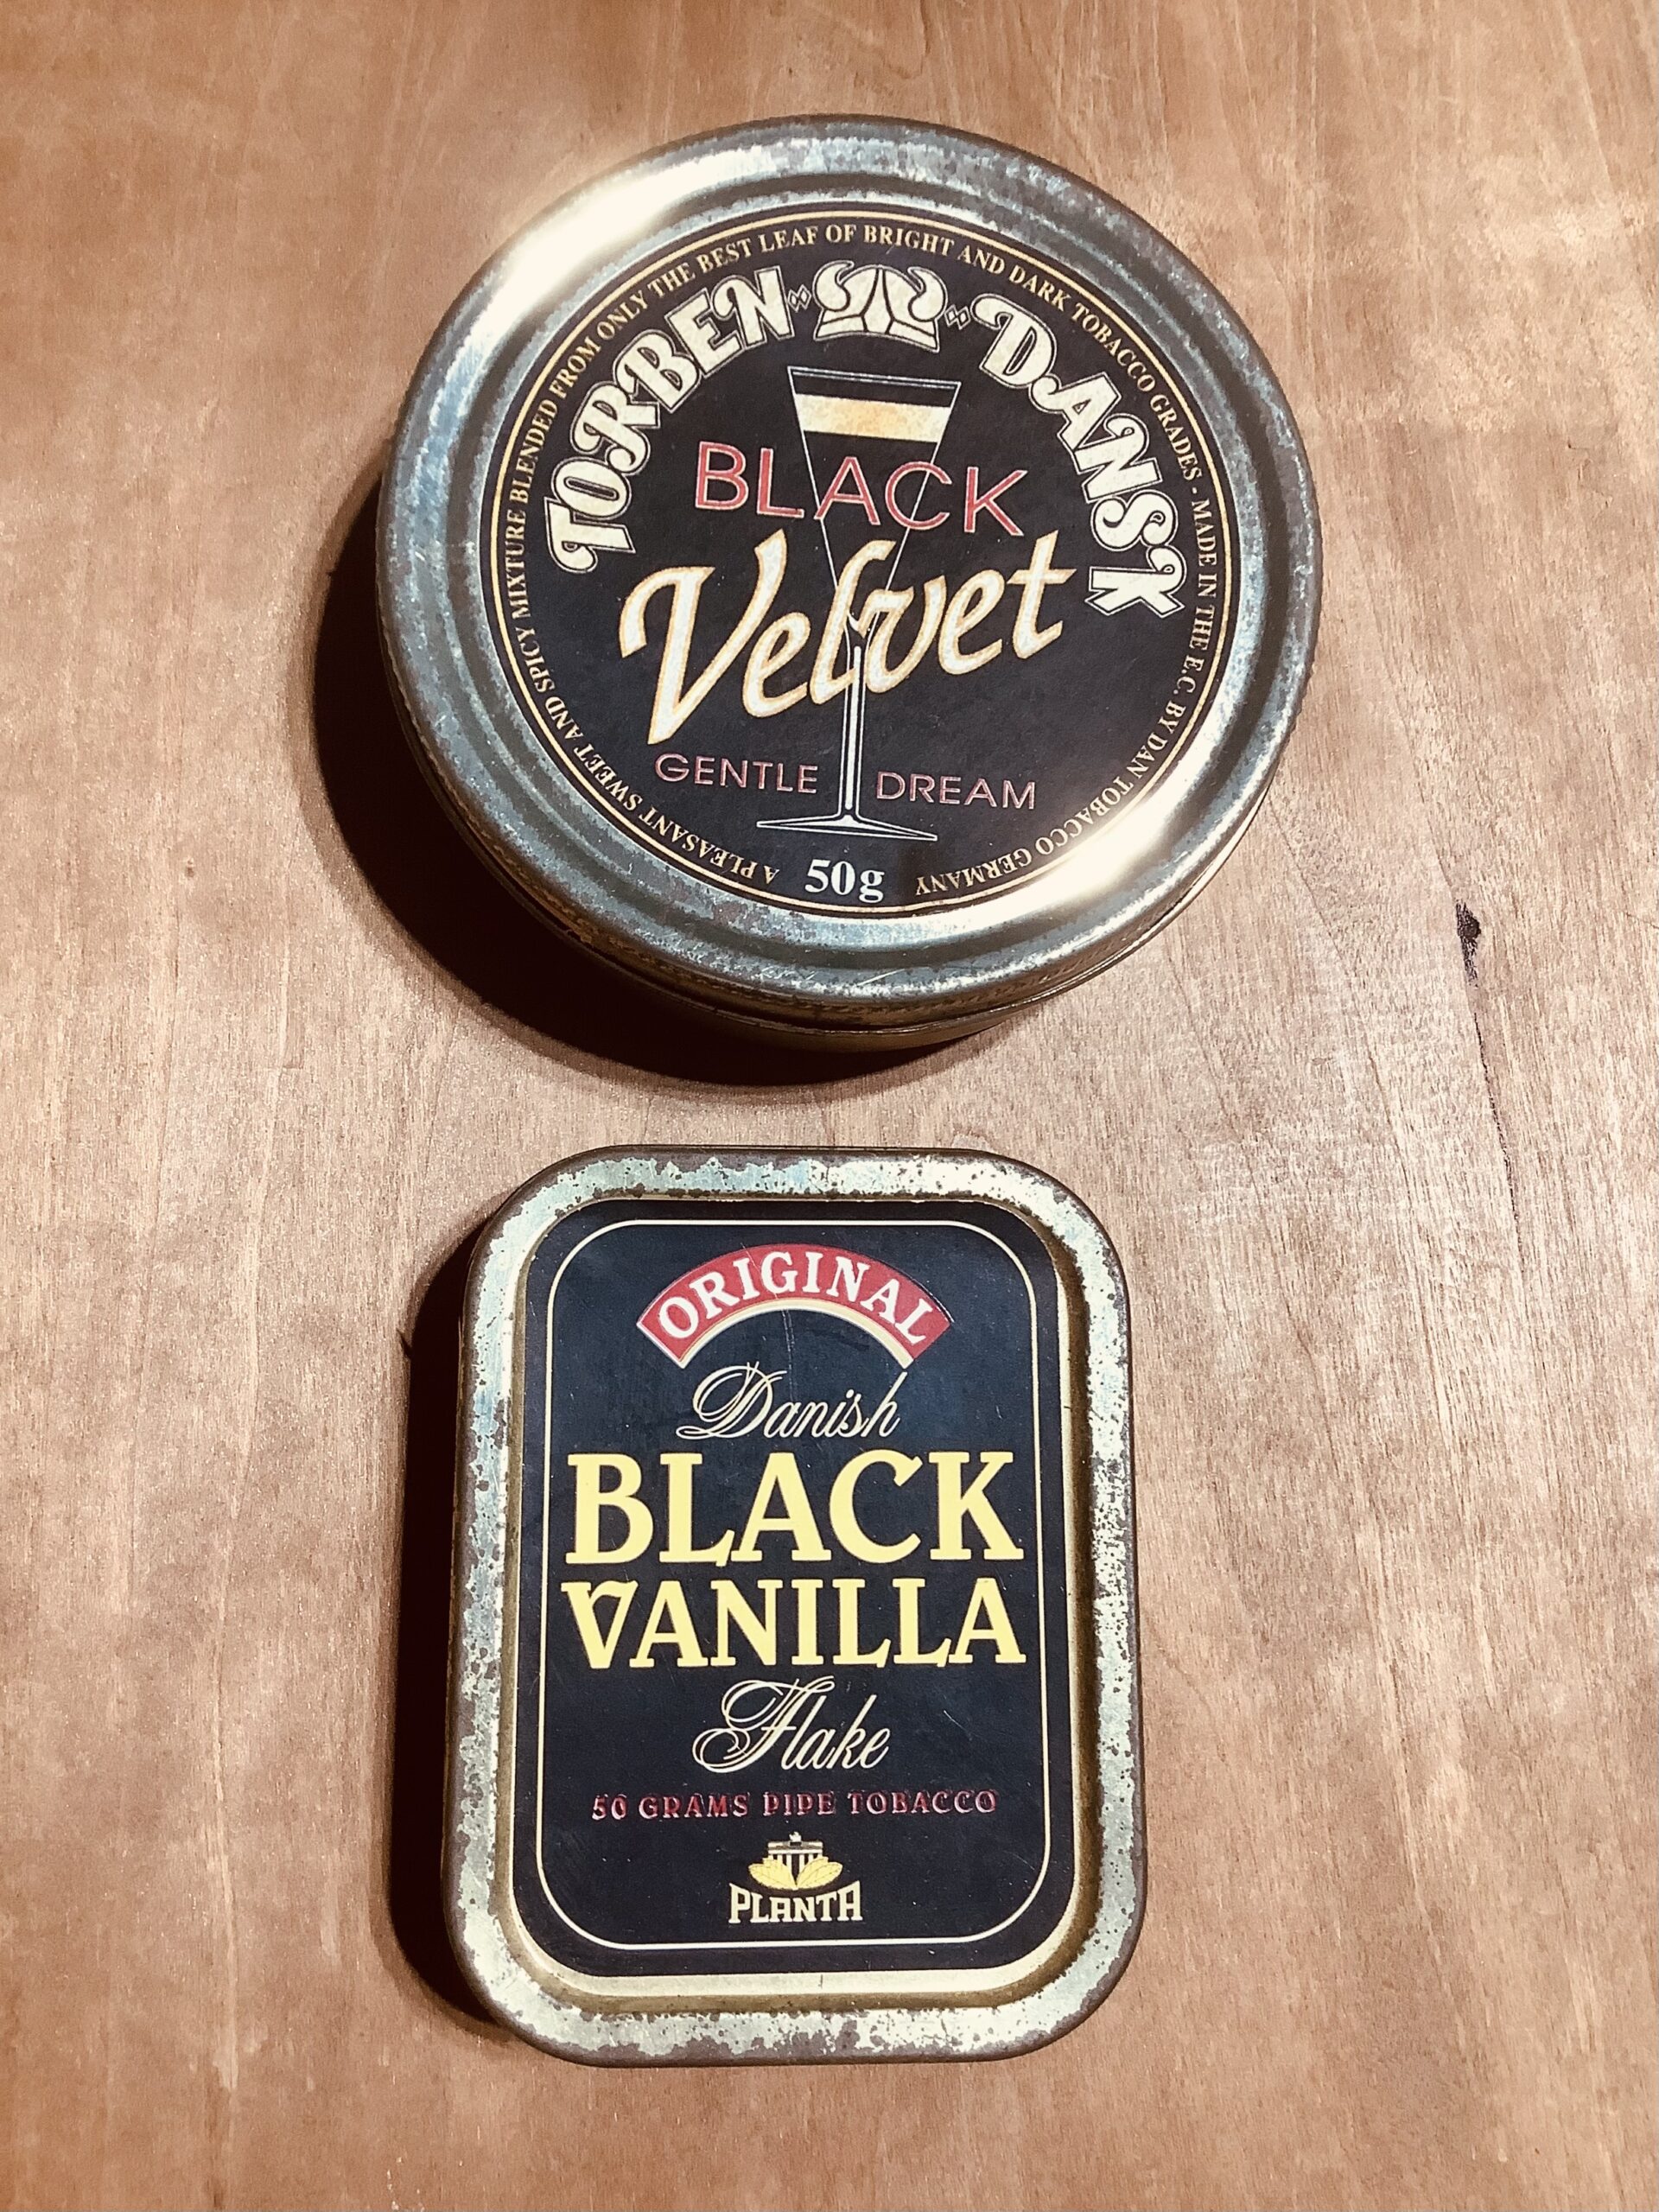 A PLEASANT SWEET AND SPICY MIXTURE BLENDED FROM ONLY THE BEST LEAF OF BRIGHT AND DARK TOBACCO GRADES - MADE IN THE E.C. BY DAN TOBACCO GERMANY
TORBEN DANSK
BLACK
Velvet
GENTLE DREAM
50g
ORIGINAL
Danish
BLACK
VANILLA
Flake
50 GRAMS PIPE TOBACCO
PLANTA